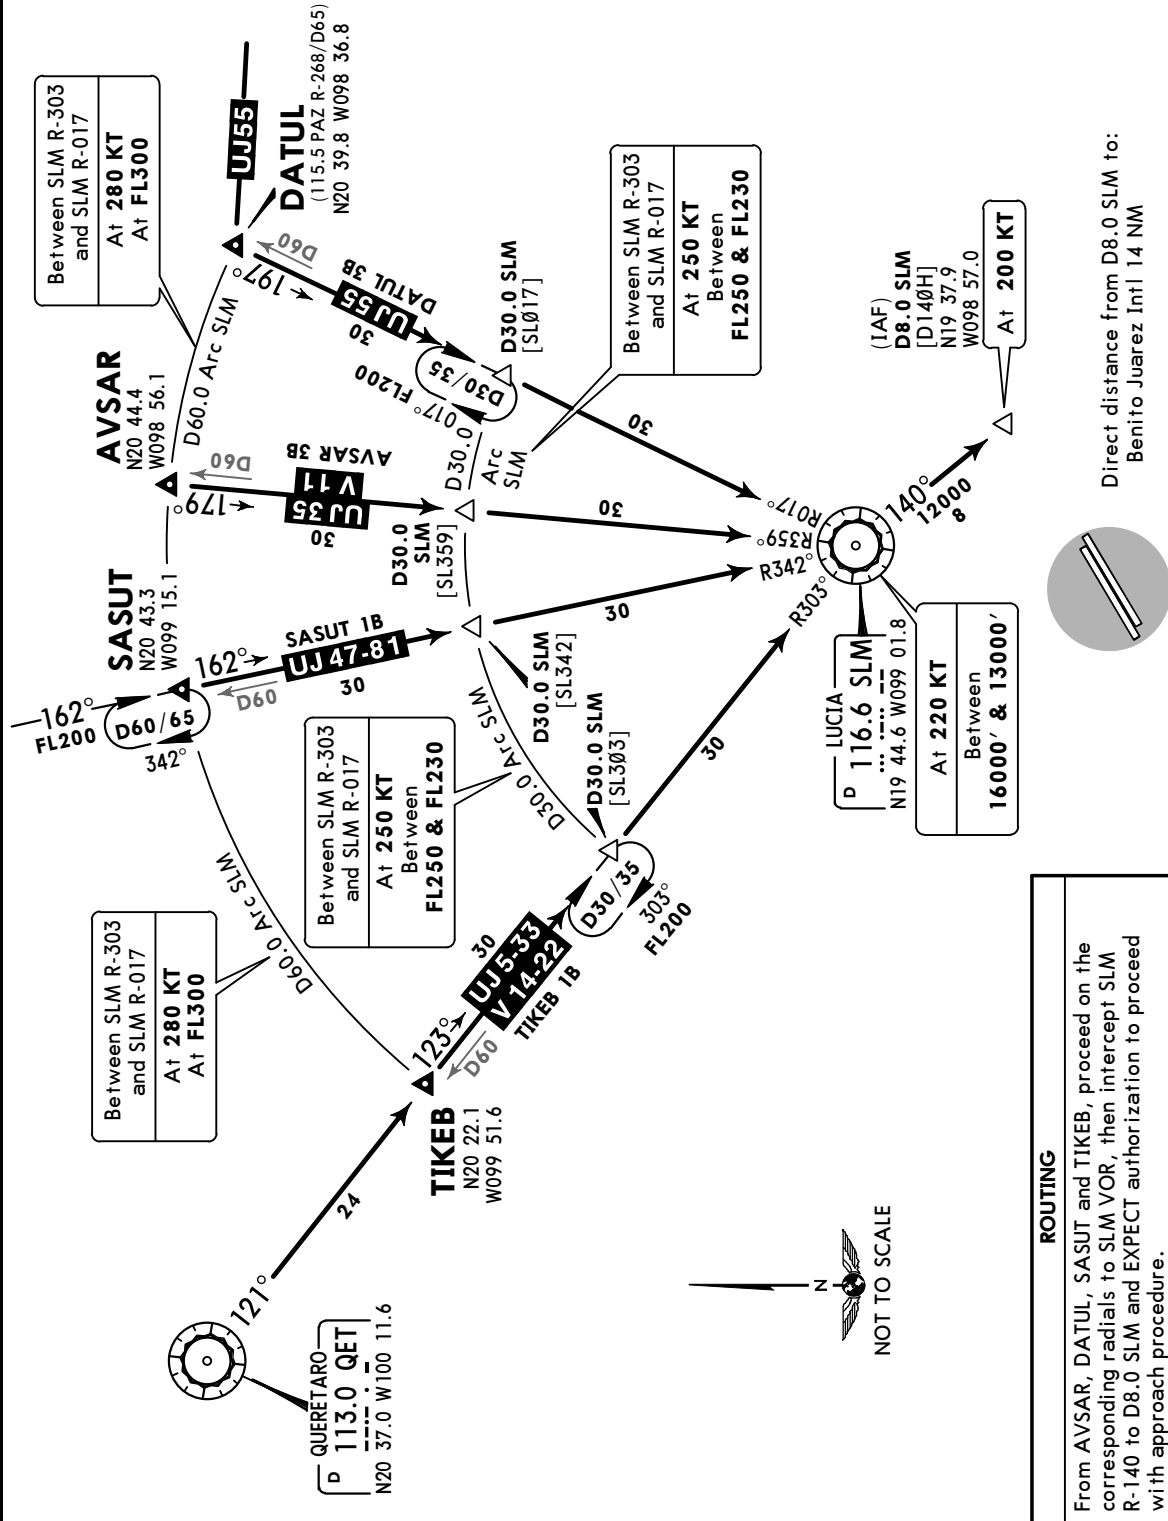 Between SLM R-303
and SLM R-017
At 280 KT
At FL300
UJ55
DATUL
(115.5 PAZ R-268/D65)
N20 39.8 W098 36.8
D60
197°
UJ55
DATUL 3B
30
AVSAR
N20 44.4
W098 56.1
D60.0 Arc SLM
D60
179°
UJ35
V 11
AVSAR 3B
30
SASUT
N20 43.3
W099 15.1
162°
FL200
D60/65
342°
162°
D60
SASUT 1B
UJ 47-81
30
Between SLM R-303
and SLM R-017
At 280 KT
At FL300
D60.0 Arc SLM
Between SLM R-303
and SLM R-017
At 250 KT
Between
FL250 & FL230
D30.0 Arc SLM
TIKEB
N20 22.1
W099 51.6
123°
D60
30
UJ 5-33
V 14-22
TIKEB 1B
D30/35
303°
FL200
D30.0 SLM
[SL303]
D30.0 SLM
[SL342]
D30.0
SLM
[SL359]
D30.0
Arc
SLM
017°
FL200
D30/35
D30.0 SLM
[SL017]
Between SLM R-303
and SLM R-017
At 250 KT
Between
FL250 & FL230
30
30
30
30
R303°
R342°
R359°
R017°
LUCIA
D 116.6 SLM
N19 44.6 W099 01.8
At 220 KT
Between
16000' & 13000'
140°
12000
8
(IAF)
D8.0 SLM
[D140H]
N19 37.9
W098 57.0
At 200 KT
Direct distance from D8.0 SLM to:
Benito Juarez Intl 14 NM
121°
24
QUERETARO
D 113.0 QET
N20 37.0 W100 11.6
N
NOT TO SCALE
ROUTING
From AVSAR, DATUL, SASUT and TIKEB, proceed on the
corresponding radials to SLM VOR, then intercept SLM
R-140 to D8.0 SLM and EXPECT authorization to proceed
with approach procedure.